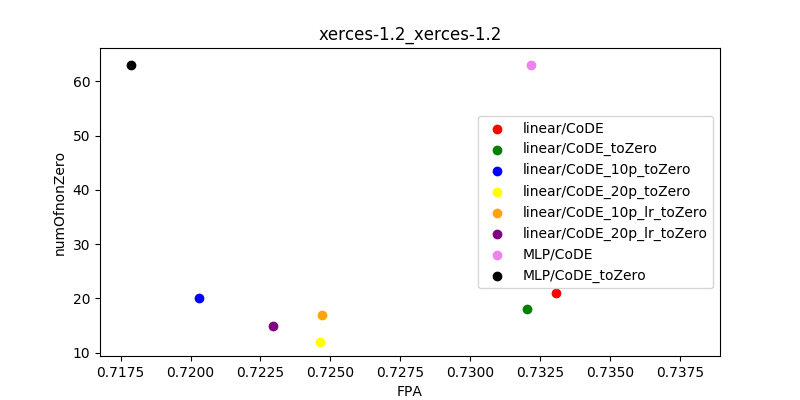 xerces-1.2_xerces-1.2
numOfnonZero
60
50
40
30
20
10
linear/CoDE
linear/CoDE_toZero
linear/CoDE_10p_toZero
linear/CoDE_20p_toZero
linear/CoDE_10p_lr_toZero
linear/CoDE_20p_lr_toZero
MLP/CoDE
MLP/CoDE_toZero
0.7175 0.7200 0.7225 0.7250 0.7275 0.7300 0.7325 0.7350 0.7375
FPA